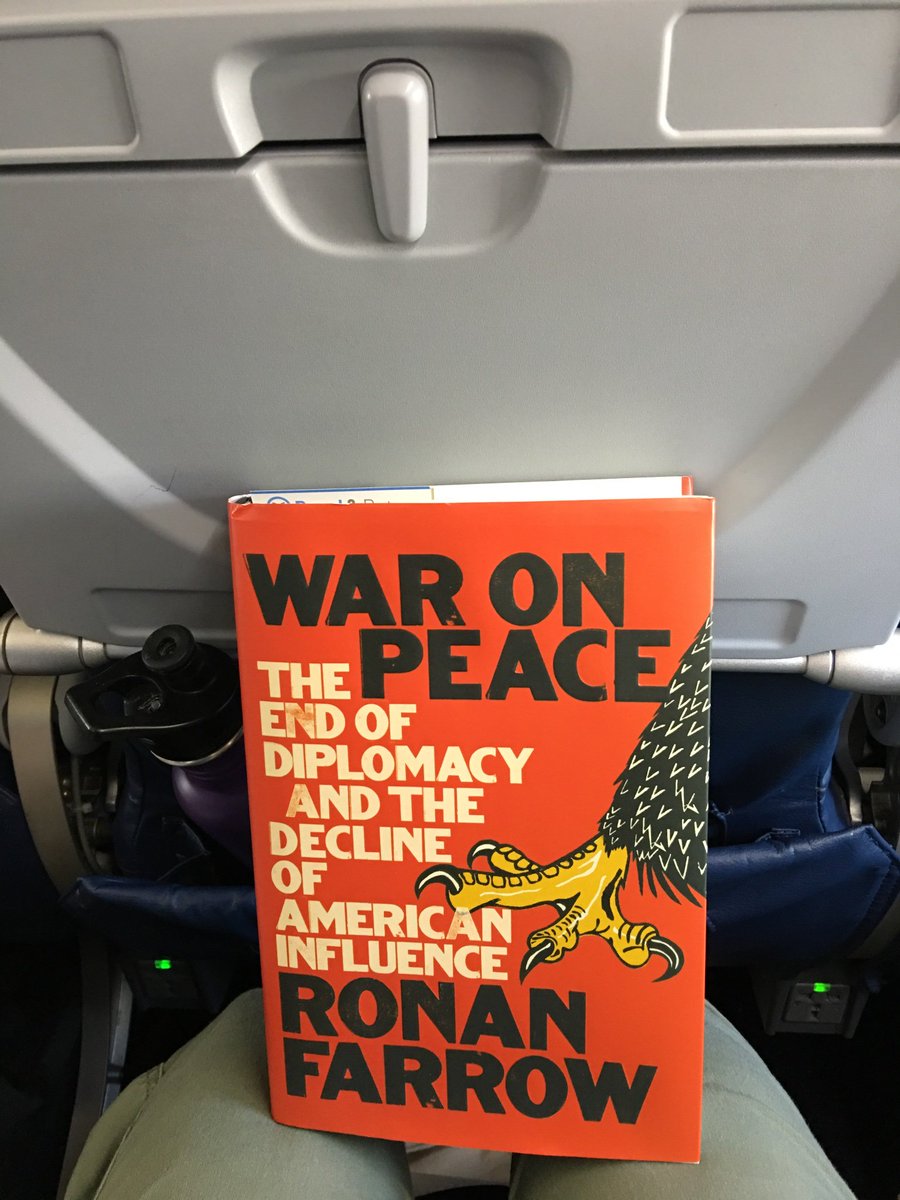 WAR ON
PEACE
THE
END OF
DIPLOMACY
AND THE
DECLINE
OF
AMERICAN
INFLUENCE
RONAN
FARROW